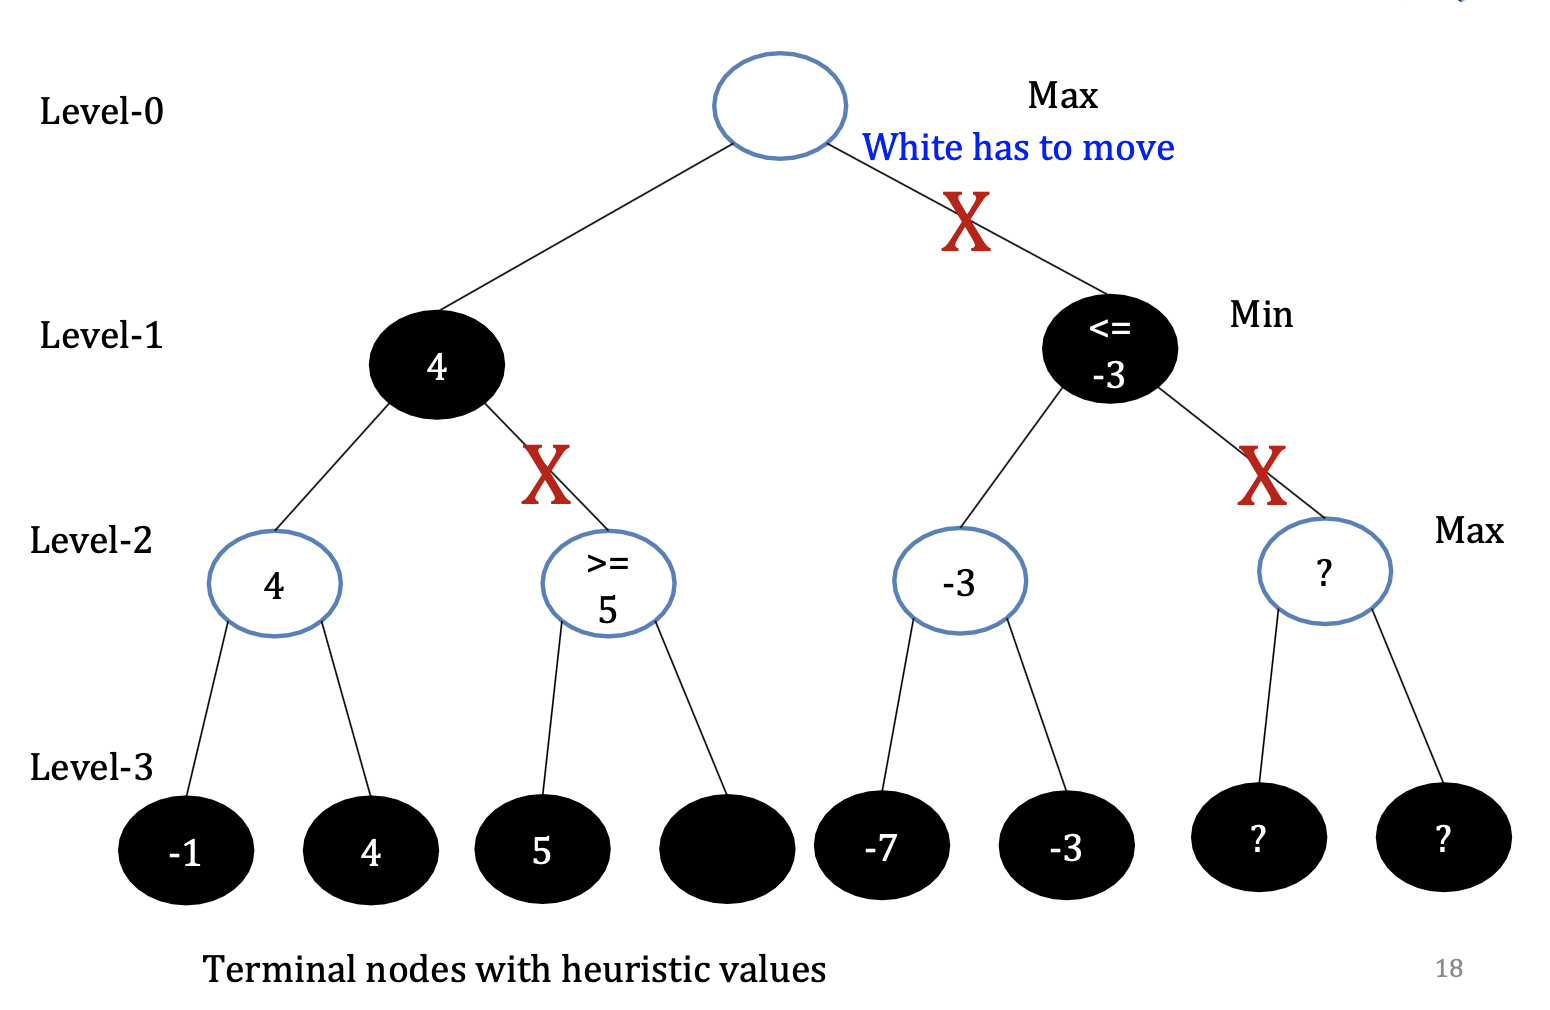 Level-0
Max
White has to move
X
Level-1
4
<=
-3
Min
X
X
Level-2
4
>=
5
-3
?
Max
Level-3
-1
4
5
-7
-3
?
?
Terminal nodes with heuristic values
18